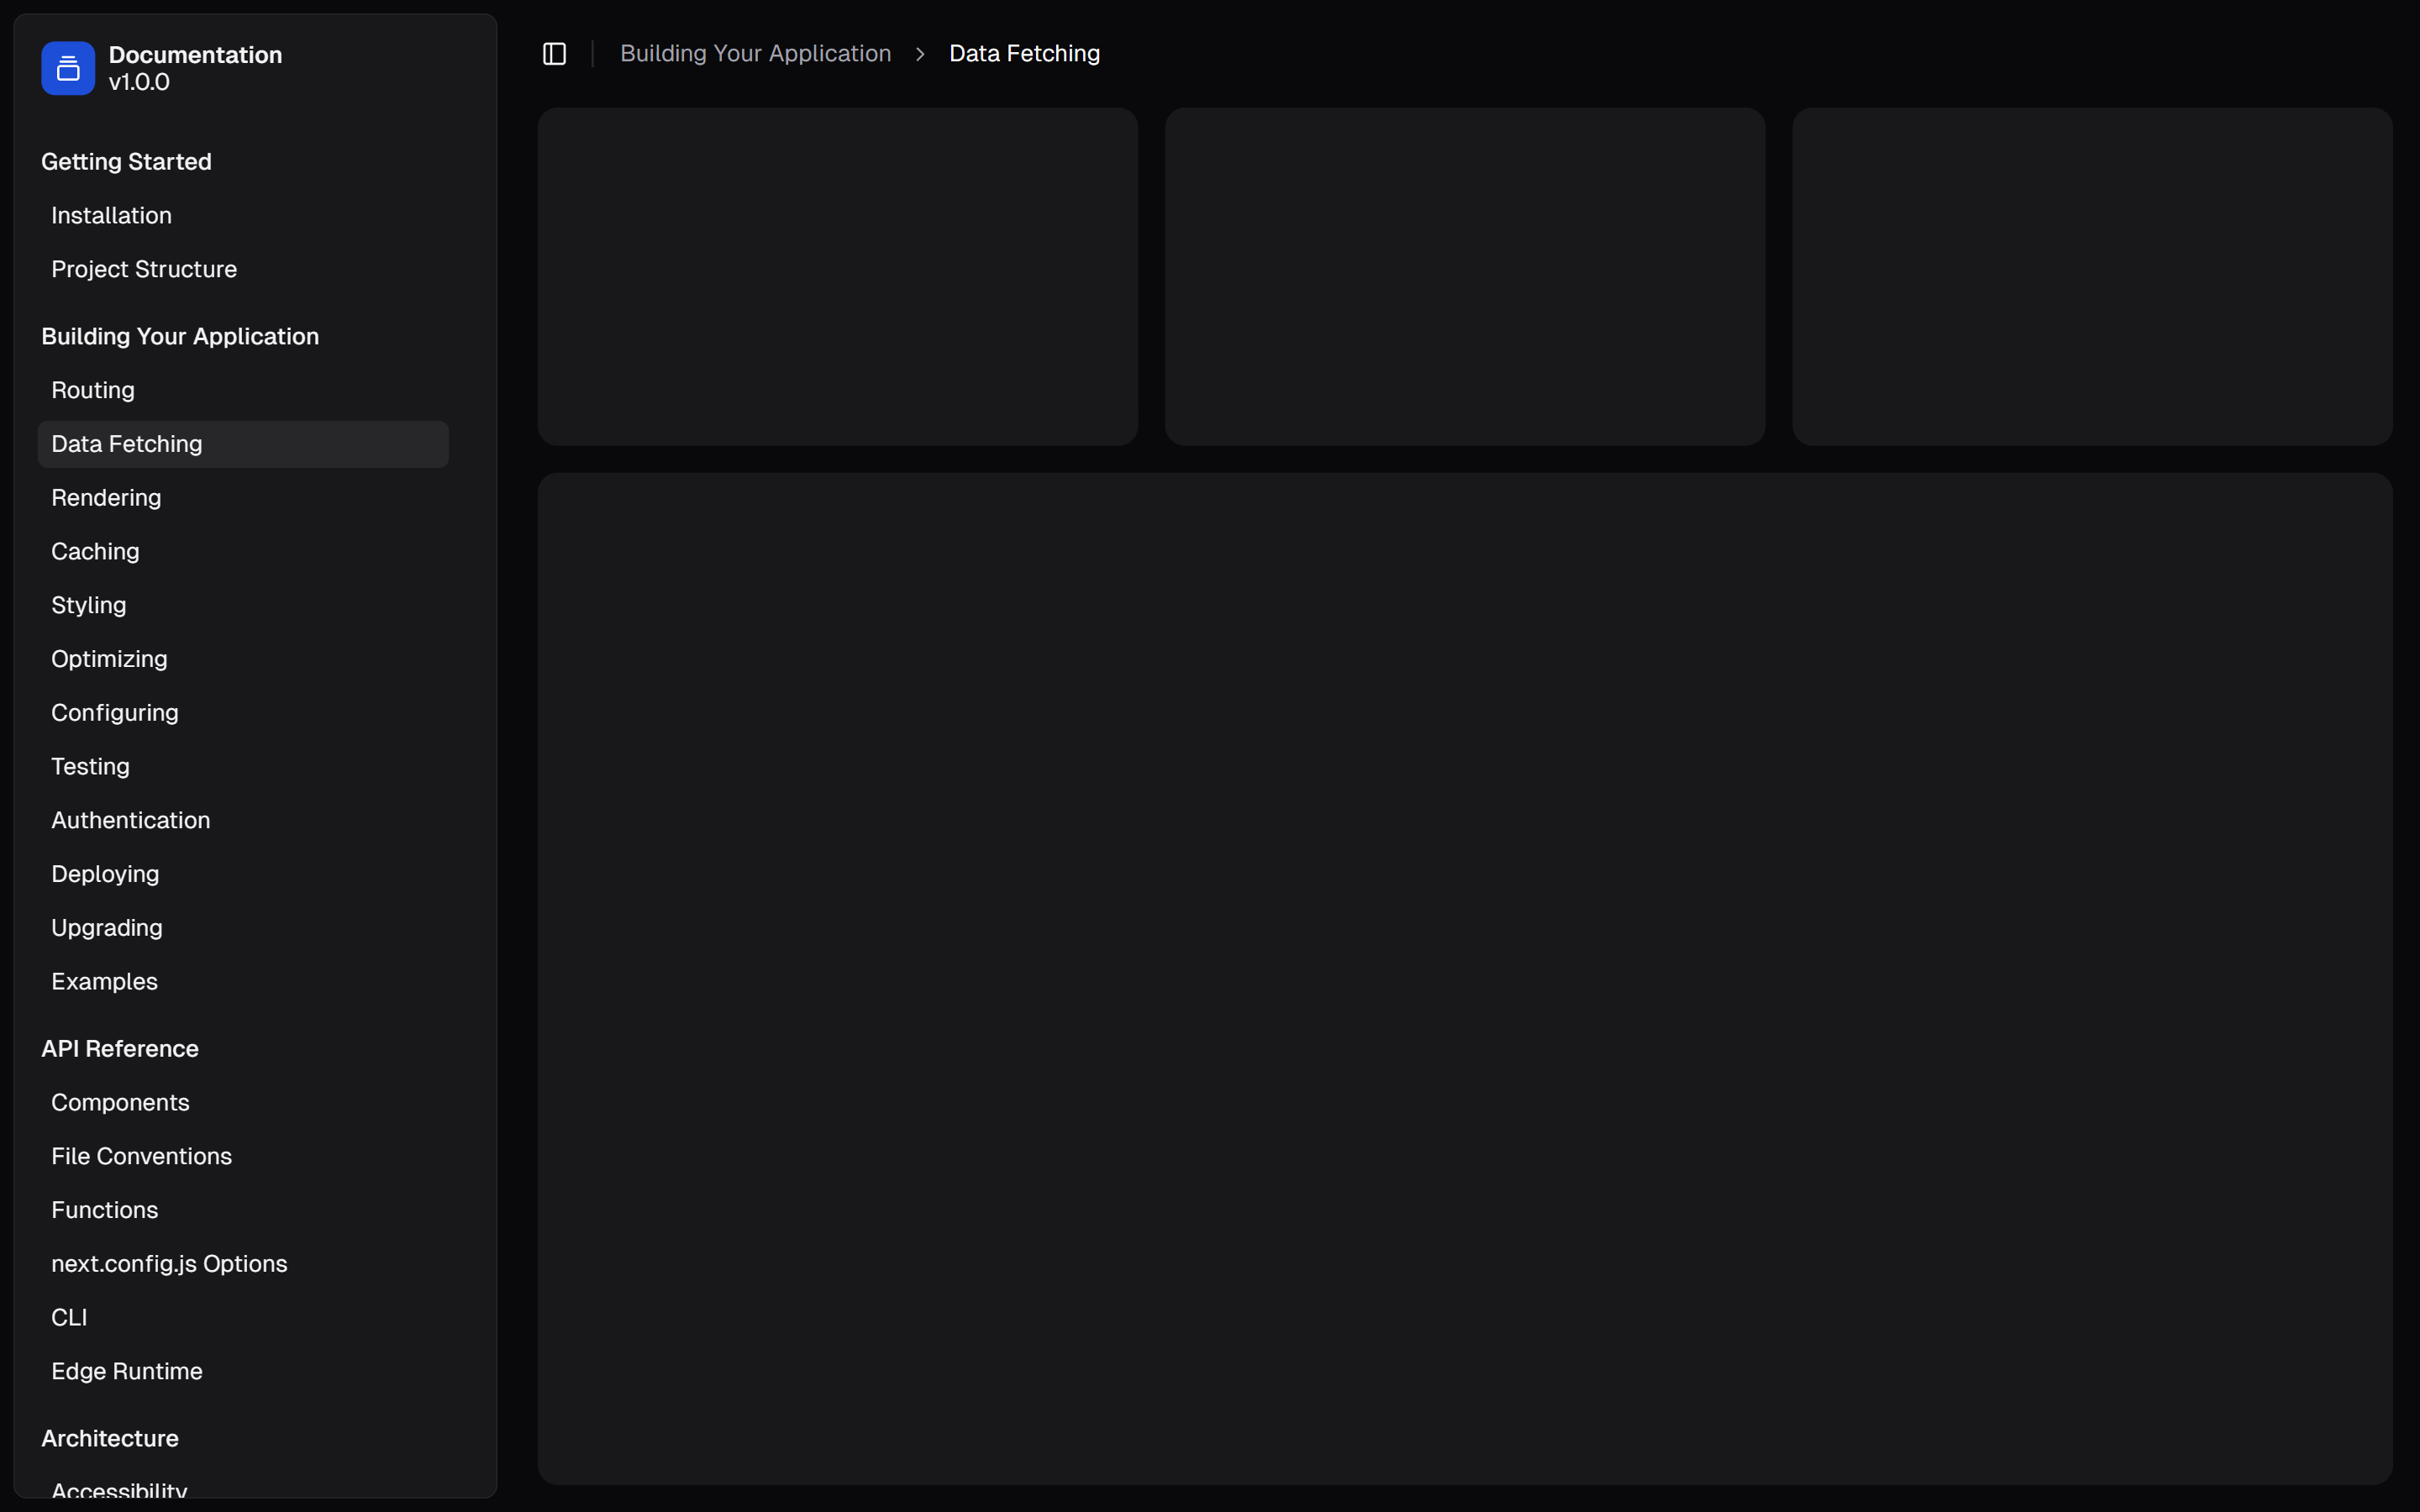 Documentation
v1.0.0
Getting Started
Installation
Project Structure
Building Your Application
Routing
Data Fetching
Rendering
Caching
Styling
Optimizing
Configuring
Testing
Authentication
Deploying
Upgrading
Examples
API Reference
Components
File Conventions
Functions
next.config.js Options
CLI
Edge Runtime
Architecture
Accessibility
Building Your Application > Data Fetching